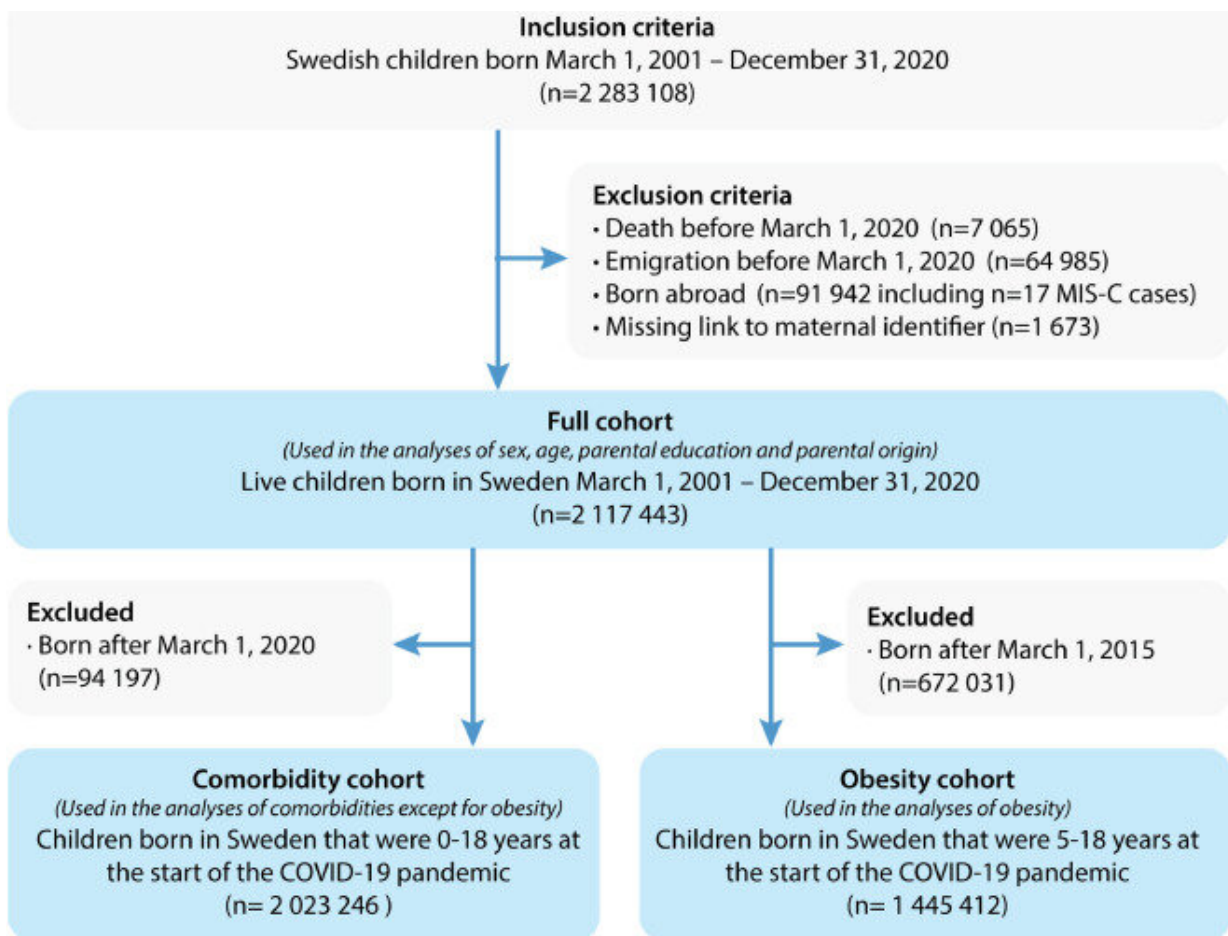 Inclusion criteria
Swedish children born March 1, 2001 – December 31, 2020
(n=2 283 108)
Exclusion criteria
· Death before March 1, 2020 (n=7 065)
· Emigration before March 1, 2020 (n=64 985)
· Born abroad (n=91 942 including n=17 MIS-C cases)
· Missing link to maternal identifier (n=1 673)
Full cohort
(Used in the analyses of sex, age, parental education and parental origin)
Live children born in Sweden March 1, 2001 – December 31, 2020
(n=2 117 443)
Excluded
· Born after March 1, 2020
(n=94 197)
Excluded
· Born after March 1, 2015
(n=672 031)
Comorbidity cohort
(Used in the analyses of comorbidities except for obesity)
Children born in Sweden that were 0-18 years at
the start of the COVID-19 pandemic
(n= 2 023 246 )
Obesity cohort
(Used in the analyses of obesity)
Children born in Sweden that were 5-18 years at
the start of the COVID-19 pandemic
(n= 1 445 412)